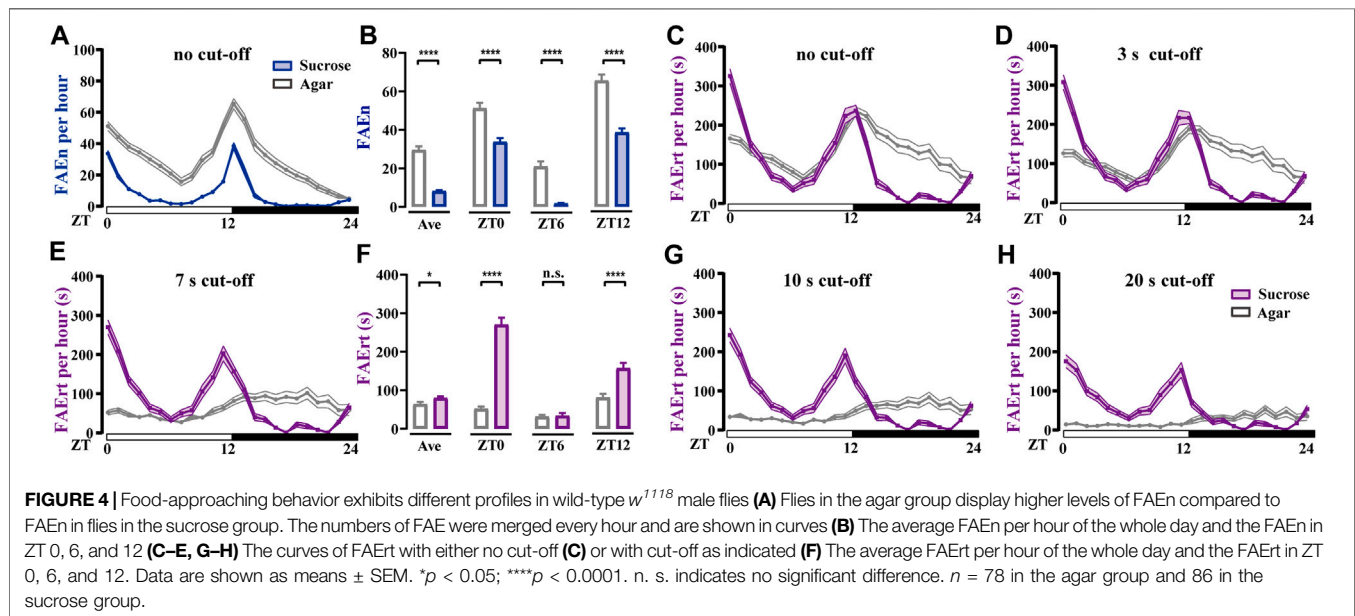 A
no cut-off
Sucrose
Agar
FAEn per hour
100
80
60
40
20
0
ZT
0
12
24
B
FAEn
80
60
40
20
0
****
****
****
****
Ave
ZT0
ZT6
ZT12
C
no cut-off
FAErt per hour (s)
400
300
200
100
0
ZT
0
12
24
D
3 s cut-off
FAErt per hour (s)
400
300
200
100
0
ZT
0
12
24
E
7 s cut-off
FAErt per hour (s)
400
300
200
100
0
ZT
0
12
24
F
FAErt (s)
400
300
200
100
0
*
****
n.s.
****
Ave
ZT0
ZT6
ZT12
G
10 s cut-off
FAErt per hour (s)
400
300
200
100
0
ZT
0
12
24
H
20 s cut-off
Sucrose
Agar
FAErt per hour (s)
400
300
200
100
0
ZT
0
12
24
FIGURE 4 | Food-approaching behavior exhibits different profiles in wild-type w1118 male flies (A) Flies in the agar group display higher levels of FAEn compared to
FAEn in flies in the sucrose group. The numbers of FAE were merged every hour and are shown in curves (B) The average FAEn per hour of the whole day and the FAEn in
ZT 0, 6, and 12 (C–E, G–H) The curves of FAErt with either no cut-off (C) or with cut-off as indicated (F) The average FAErt per hour of the whole day and the FAErt in ZT
0, 6, and 12. Data are shown as means ± SEM. *p < 0.05; ****p < 0.0001. n. s. indicates no significant difference. n = 78 in the agar group and 86 in the
sucrose group.